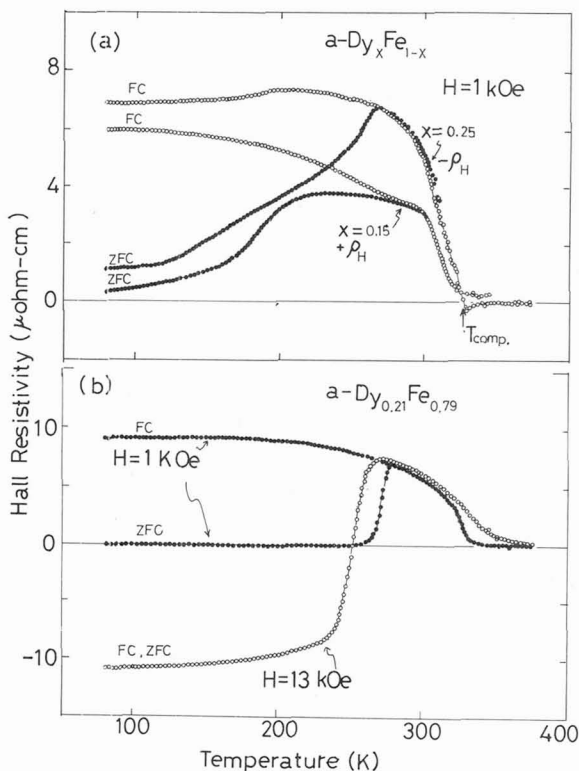 (a)
a-DyₓFe₁₋ₓ
H=1 kOe
8
FC
FC
x=0.25
-ρH
4
x=0.15
+ρH
ZFC
ZFC
0
Tcomp.
(b)
a-Dy0,21Fe0,79
10
FC
H=1 KOe
ZFC
0
FC,ZFC
-10
H=13 kOe
100
200
300
400
Temperature (K)
Hall Resistivity (μohm-cm)